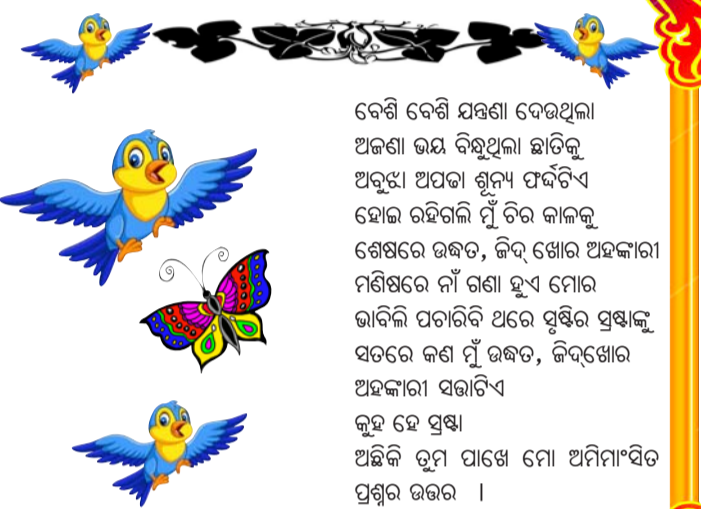 ବେଶି ବେଶି ଯନ୍ତ୍ରଣା ଦେଉଥିଲା
ଅଜଣା ଭୟ ବିନ୍ଧୁଥିଲା ଛାତିକୁ
ଅବୁଝା ଅପଢା ଶୂନ୍ୟ ଫର୍ଦ୍ଦଟିଏ
ହୋଇ ରହିଗଲି ମୁଁ ଚିର କାଳକୁ
ଶେଷରେ ଉଦ୍ଧତ, ଜିଦ୍ ଖୋର ଅହଙ୍କାରୀ
ମଣିଷରେ ନାଁ ଗଣା ହୁଏ ମୋର
ଭାବିଲି ପଚାରିବି ଥରେ ସୃଷ୍ଟିର ସ୍ରଷ୍ଟାଙ୍କୁ
ସତରେ କଣ ମୁଁ ଉଦ୍ଧତ, ଜିଦ୍‌ଖୋର
ଅହଙ୍କାରୀ ସତ୍ତାଟିଏ
କୁହ ହେ ସ୍ରଷ୍ଟା
ଅଛିକି ତୁମ ପାଖେ ମୋ ଅମିମାଂସିତ
ପ୍ରଶ୍ନର ଉତ୍ତର ।